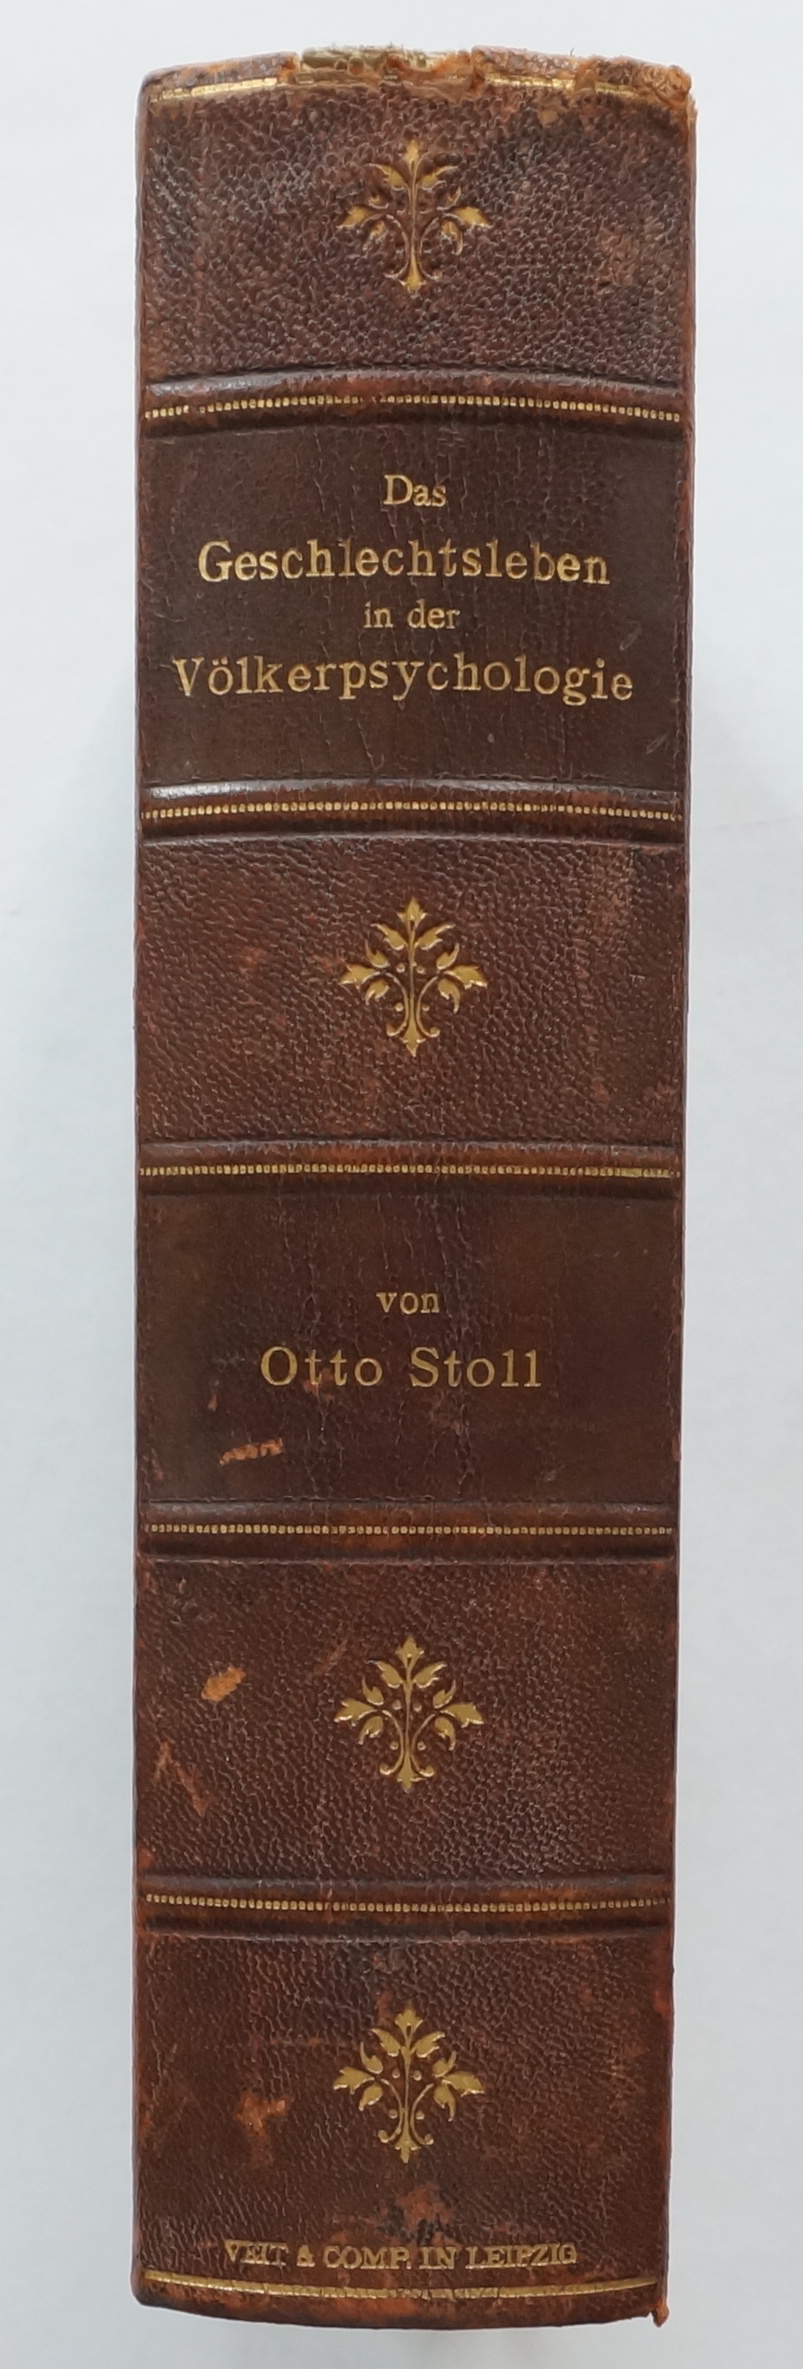 Das
Geschlechtsleben
in der
Völkerpsychologie
von
Otto Stoll
VEIT & COMP. IN LEIPZIG